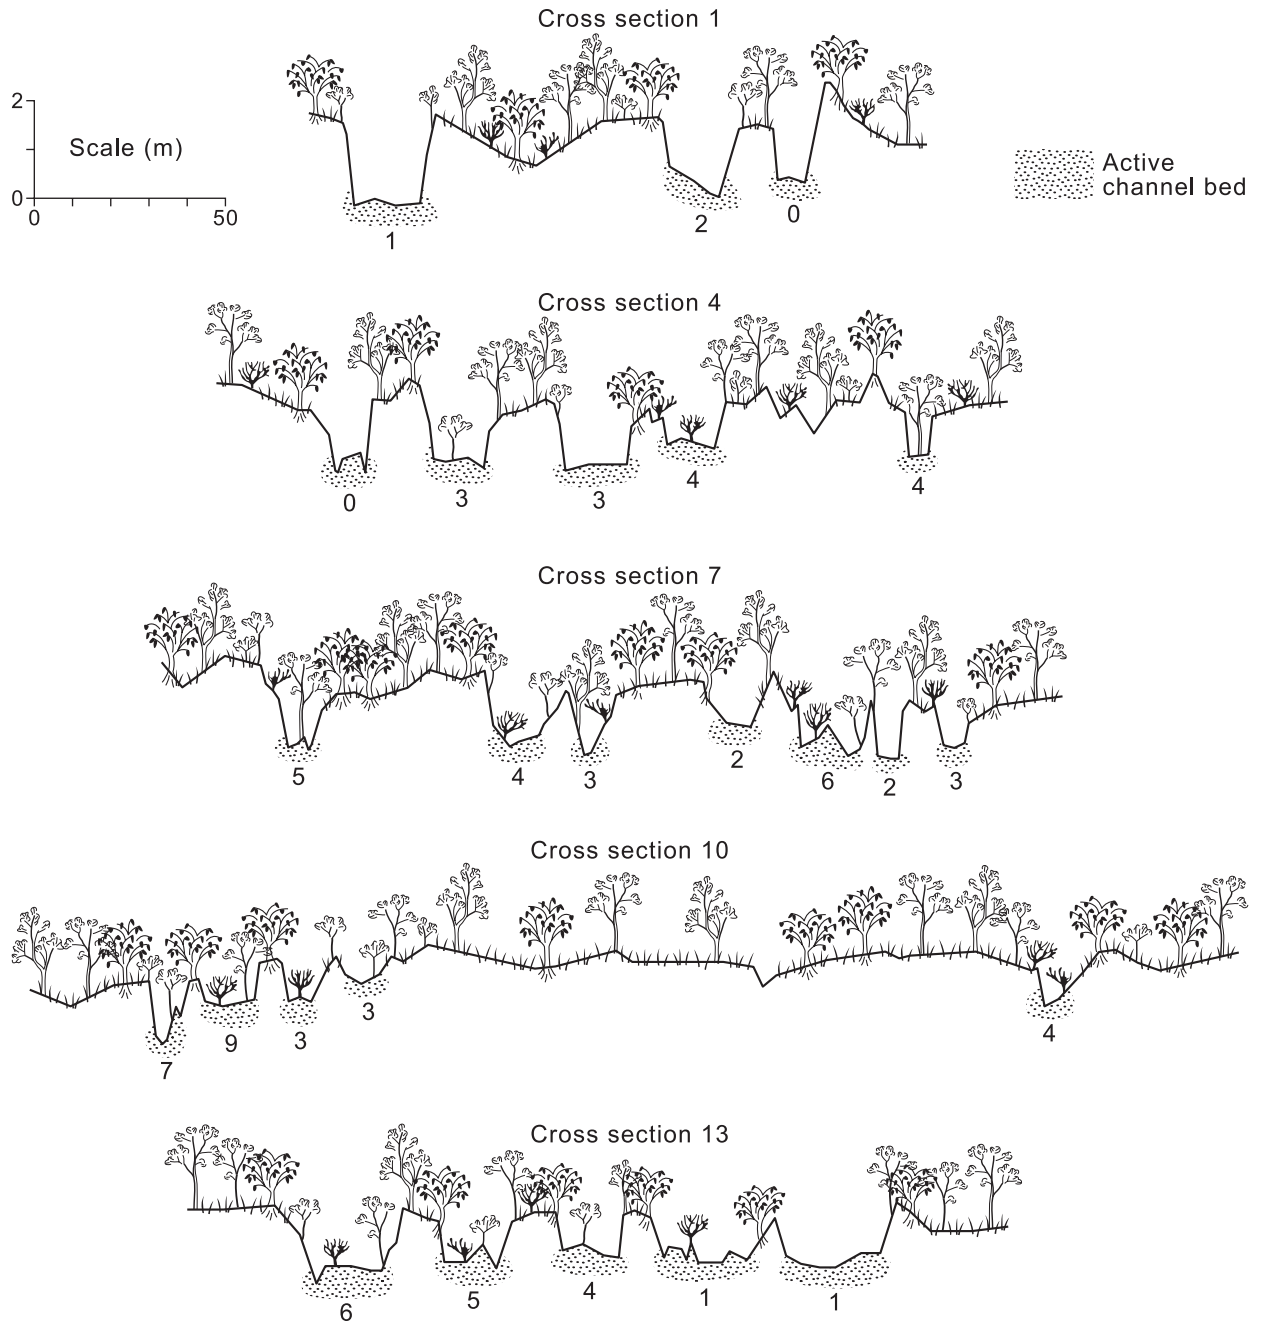 Cross section 1
2
Scale (m)
0
0 50
Active
channel bed
1 2 0
Cross section 4
0 3 3 4 4
Cross section 7
5 4 3 2 6 2 3
Cross section 10
7 9 3 3 4
Cross section 13
6 5 4 1 1